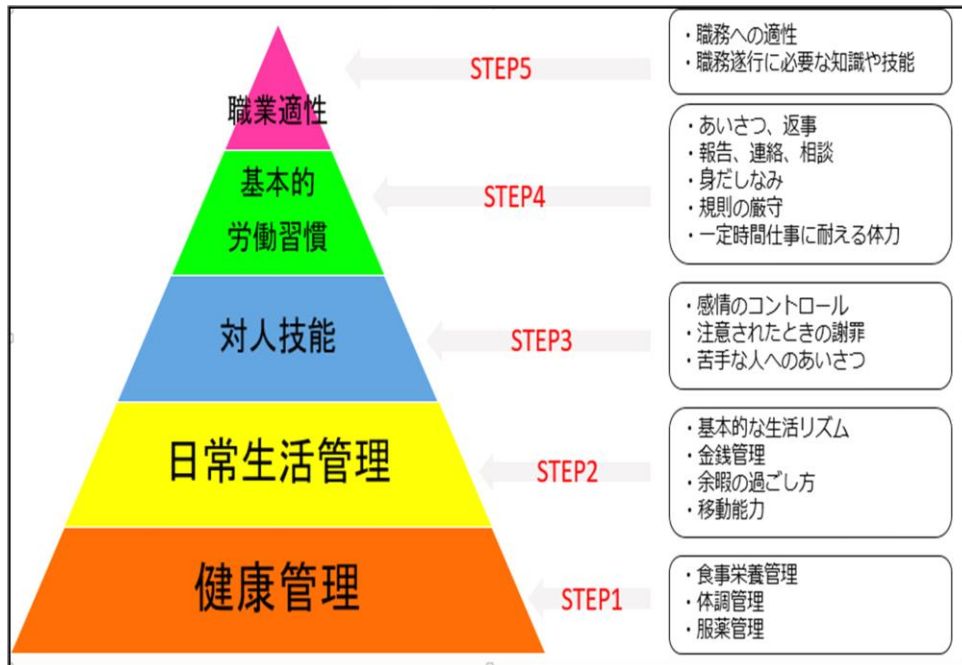 職業適性
STEP5
・職務への適性
・職務遂行に必要な知識や技能
基本的
労働習慣
STEP4
・あいさつ、返事
・報告、連絡、相談
・身だしなみ
・規則の厳守
・一定時間仕事に耐える体力
対人技能
STEP3
・感情のコントロール
・注意されたときの謝罪
・苦手な人へのあいさつ
日常生活管理
STEP2
・基本的な生活リズム
・金銭管理
・余暇の過ごし方
・移動能力
健康管理
STEP1
・食事栄養管理
・体調管理
・服薬管理